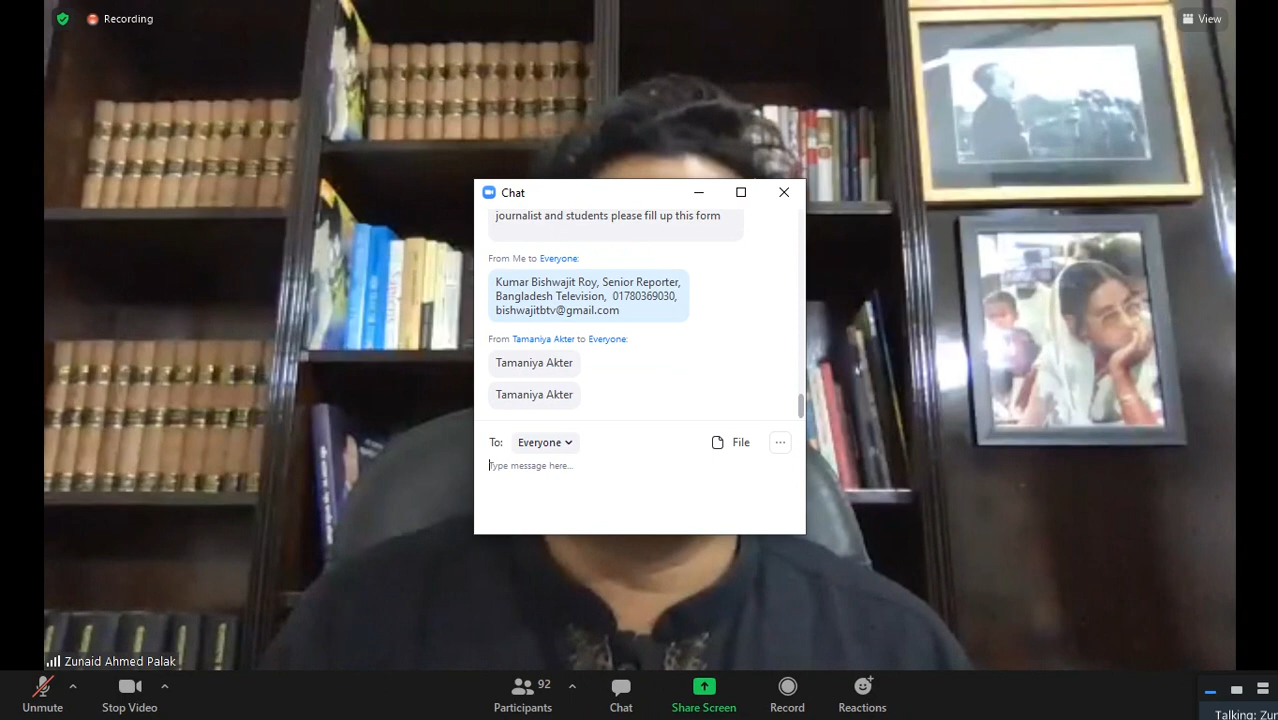 Recording
View
Chat
journalist and students please fill up this form
From Me to Everyone:
Kumar Bishwajit Roy, Senior Reporter,
Bangladesh Television,  01780369030,
bishwajitbtv@gmail.com
From Tamaniya Akter to Everyone:
Tamaniya Akter
Tamaniya Akter
To: Everyone
File
Type message here...
Zunaid Ahmed Palak
Unmute
Stop Video
92
Participants
Chat
Share Screen
Record
Reactions
Talking: Zun